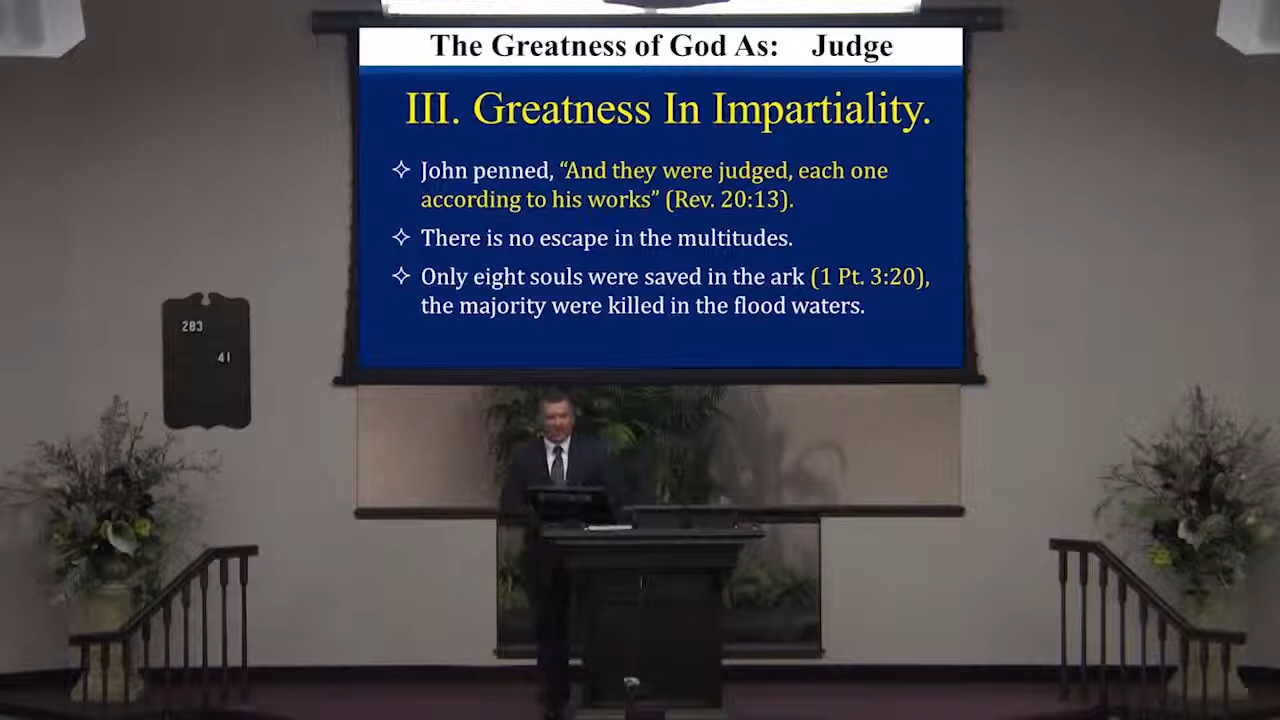 The Greatness of God As: Judge
III. Greatness In Impartiality.
✧ John penned, “And they were judged, each one
according to his works” (Rev. 20:13).
✧ There is no escape in the multitudes.
✧ Only eight souls were saved in the ark (1 Pt. 3:20),
the majority were killed in the flood waters.
283
41